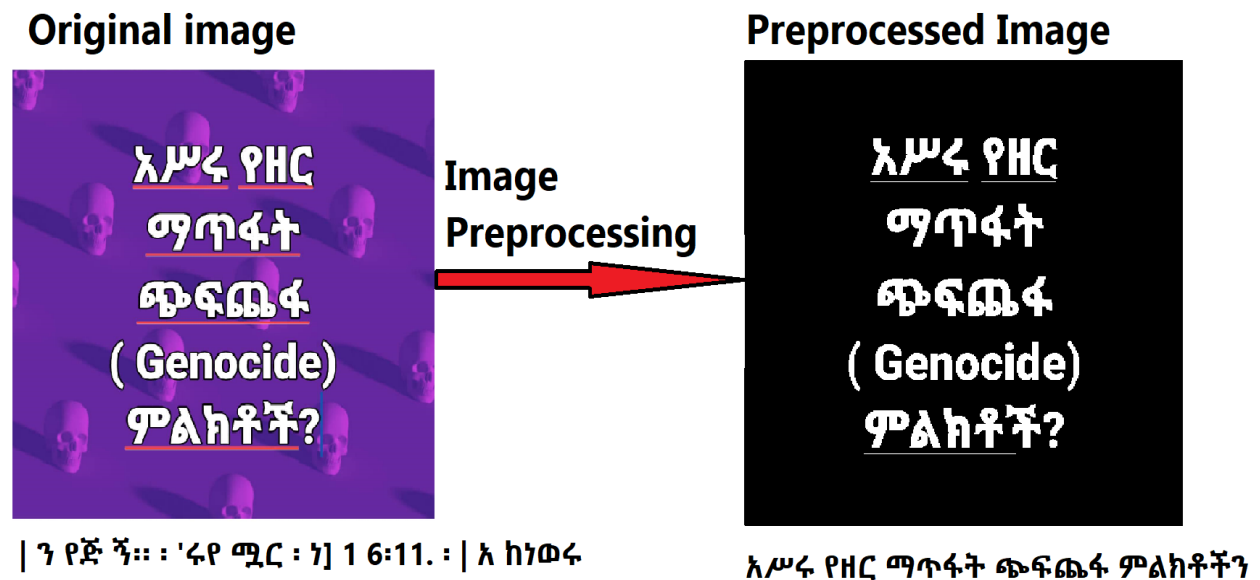 Original image
Preprocessed Image
አሥሩ የዘር
ማጥፋት
ጭፍጨፋ
( Genocide)
ምልክቶች?
Image
Preprocessing
አሥሩ የዘር
ማጥፋት
ጭፍጨፋ
( Genocide)
ምልክቶች?
| ን የጅ ኝ። ፡ 'ሩየ ሟር ፡ ነ] 1 6፡11. ፡ | አ ከነወሩ
አሥሩ የዘር ማጥፋት ጭፍጨፋ ምልክቶችን